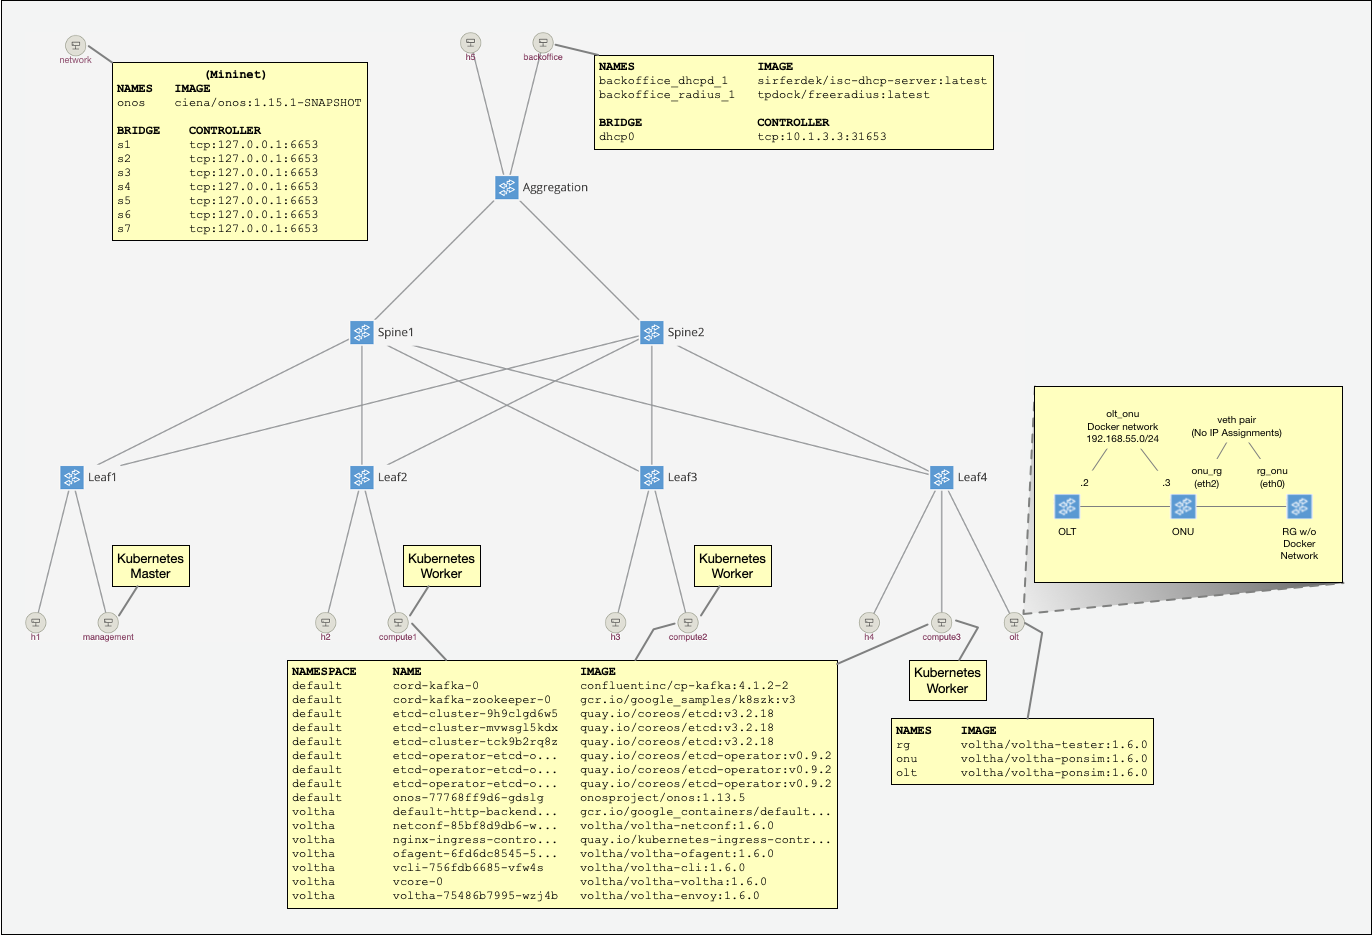 network
(Mininet)
NAMES IMAGE
onos ciena/onos:1.15.1-SNAPSHOT
BRIDGE CONTROLLER
s1 tcp:127.0.0.1:6653
s2 tcp:127.0.0.1:6653
s3 tcp:127.0.0.1:6653
s4 tcp:127.0.0.1:6653
s5 tcp:127.0.0.1:6653
s6 tcp:127.0.0.1:6653
s7 tcp:127.0.0.1:6653
h5
backoffice
NAMES IMAGE
backoffice_dhcpd_1 sirferdek/isc-dhcp-server:latest
backoffice_radius_1 tpdock/freeradius:latest
BRIDGE CONTROLLER
dhcp0 tcp:10.1.3.3:31653
Aggregation
Spine1
Spine2
Leaf1
Leaf2
Leaf3
Leaf4
olt_onu
Docker network
192.168.55.0/24
veth pair
(No IP Assignments)
.2
.3
onu_rg
(eth2)
rg_onu
(eth0)
OLT
ONU
RG w/o
Docker
Network
Kubernetes
Master
Kubernetes
Worker
Kubernetes
Worker
h1
management
h2
compute1
h3
compute2
h4
compute3
olt
Kubernetes
Worker
NAMESPACE NAME IMAGE
default cord-kafka-0 confluentinc/cp-kafka:4.1.2-2
default cord-kafka-zookeeper-0 gcr.io/google_samples/k8szk:v3
default etcd-cluster-9h9clgd6w5 quay.io/coreos/etcd:v3.2.18
default etcd-cluster-mvwsgl5kdx quay.io/coreos/etcd:v3.2.18
default etcd-cluster-tck9b2rq8z quay.io/coreos/etcd:v3.2.18
default etcd-operator-etcd-o... quay.io/coreos/etcd-operator:v0.9.2
default etcd-operator-etcd-o... quay.io/coreos/etcd-operator:v0.9.2
default etcd-operator-etcd-o... quay.io/coreos/etcd-operator:v0.9.2
default onos-77768ff9d6-gdslg onosproject/onos:1.13.5
voltha default-http-backend... gcr.io/google_containers/default...
voltha netconf-85bf8d9db6-w... voltha/voltha-netconf:1.6.0
voltha nginx-ingress-contro... quay.io/kubernetes-ingress-contr...
voltha ofagent-6fd6dc8545-5... voltha/voltha-ofagent:1.6.0
voltha vcli-756fdb6685-vfw4s voltha/voltha-cli:1.6.0
voltha vcore-0 voltha/voltha-voltha:1.6.0
voltha voltha-75486b7995-wzj4b voltha/voltha-envoy:1.6.0
NAMES IMAGE
rg voltha/voltha-tester:1.6.0
onu voltha/voltha-ponsim:1.6.0
olt voltha/voltha-ponsim:1.6.0